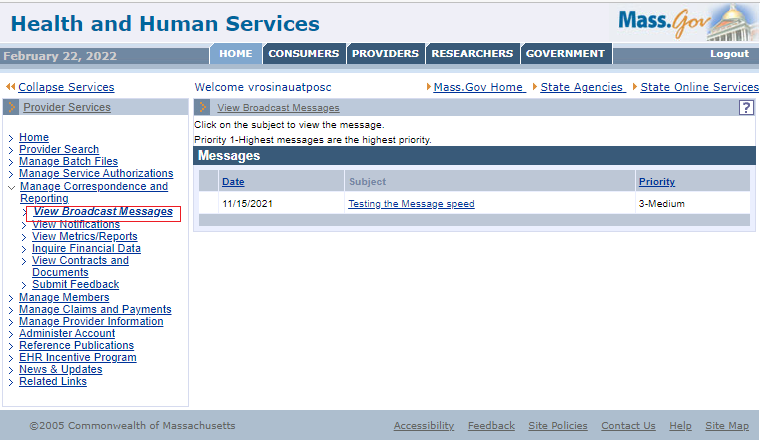 Health and Human Services
Mass.Gov
February 22, 2022
HOME CONSUMERS PROVIDERS RESEARCHERS GOVERNMENT Logout
Collapse Services
Welcome vrosinauatposc
Mass.Gov Home State Agencies State Online Services
Provider Services
Home
Provider Search
Manage Batch Files
Manage Service Authorizations
Manage Correspondence and
Reporting
View Broadcast Messages
View Notifications
View Metrics/Reports
Inquire Financial Data
View Contracts and
Documents
Submit Feedback
Manage Members
Manage Claims and Payments
Manage Provider Information
Administer Account
Reference Publications
EHR Incentive Program
News & Updates
Related Links
View Broadcast Messages ?
Click on the subject to view the message.
Priority 1-Highest messages are the highest priority.
Messages
Date Subject Priority
11/15/2021 Testing the Message speed 3-Medium
©2005 Commonwealth of Massachusetts
Accessibility Feedback Site Policies Contact Us Help Site Map